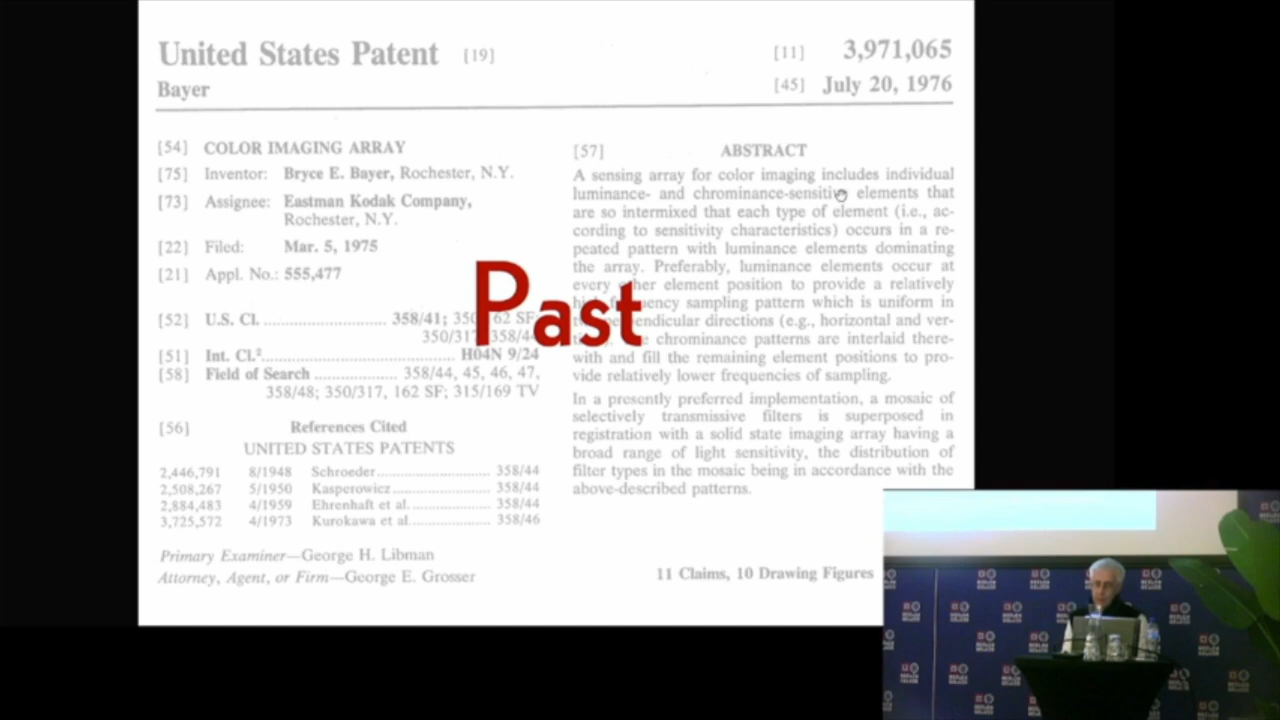 United States Patent [19]
[11] 3,971,065
Bayer
[45] July 20, 1976
[54] COLOR IMAGING ARRAY
[75] Inventor: Bryce E. Bayer, Rochester, N.Y.
[73] Assignee: Eastman Kodak Company,
Rochester, N.Y.
[22] Filed: Mar. 5, 1975
[21] Appl. No.: 555,477
[52] U.S. Cl. 358/41; 162 SF;
350/317;
[51] Int. Cl.² H04N 9/24
[58] Field of Search 358/44, 45, 46, 47,
358/48; 350/317, 162 SF; 315/169 TV
[56] References Cited
UNITED STATES PATENTS
2,446,791 8/1948 Schroeder 358/44
2,508,267 5/1950 Kasperowicz 358/44
2,884,483 4/1959 Ehrenhaft et al. 358/44
3,725,572 4/1973 Kurokawa et al. 358/46
Primary Examiner—George H. Libman
Attorney, Agent, or Firm—George E. Grosser
[57] ABSTRACT
A sensing array for color imaging includes individual
luminance- and chrominance-sensitive elements that
are so intermixed that each type of element (i.e., ac-
cording to sensitivity characteristics) occurs in a re-
peated pattern with luminance elements dominating
the array. Preferably, luminance elements occur at
every other element position to provide a relatively
sampling pattern which is uniform in
directions (e.g., horizontal and ver-
chrominance patterns are interlaid there-
with and fill the remaining element positions to pro-
vide relatively lower frequencies of sampling.
In a presently preferred implementation, a mosaic of
selectively transmissive filters is superposed in
registration with a solid state imaging array having a
broad range of light sensitivity, the distribution of
filter types in the mosaic being in accordance with the
above-described patterns.
11 Claims, 10 Drawing Figures
Past